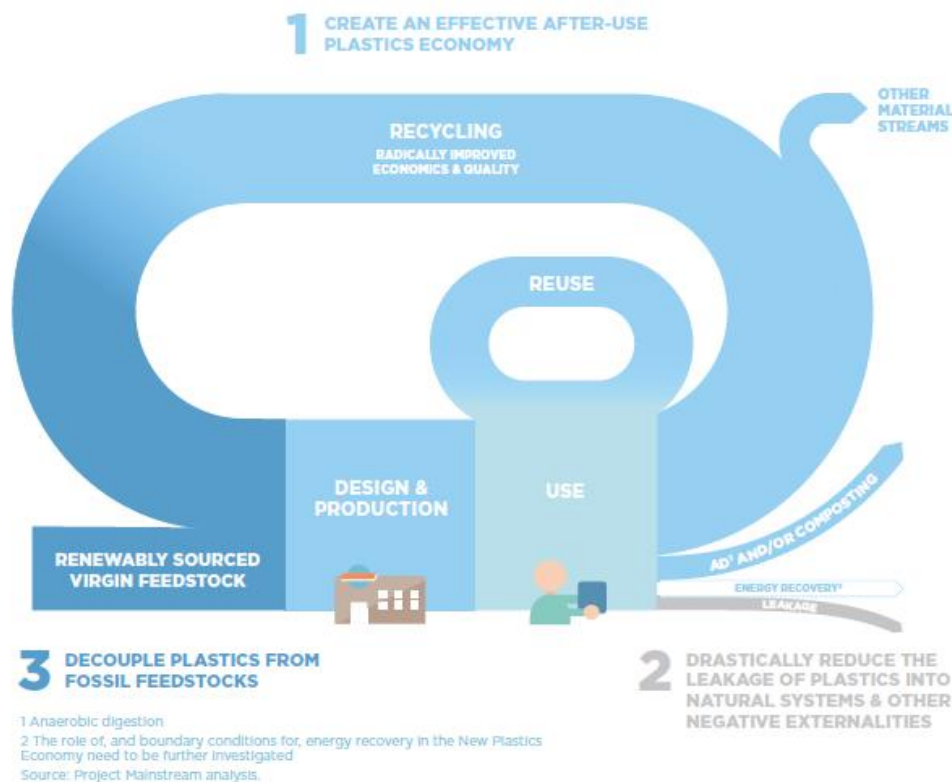 1 CREATE AN EFFECTIVE AFTER-USE
PLASTICS ECONOMY
OTHER
MATERIAL
STREAMS
RECYCLING
RADICALLY IMPROVED
ECONOMICS & QUALITY
REUSE
DESIGN &
PRODUCTION
USE
AD¹ AND/OR COMPOSTING
RENEWABLY SOURCED
VIRGIN FEEDSTOCK
ENERGY RECOVERY²
LEAKAGE
3 DECOUPLE PLASTICS FROM
FOSSIL FEEDSTOCKS
2 DRASTICALLY REDUCE THE
LEAKAGE OF PLASTICS INTO
NATURAL SYSTEMS & OTHER
NEGATIVE EXTERNALITIES
1 Anaerobic digestion
2 The role of, and boundary conditions for, energy recovery in the New Plastics
Economy need to be further investigated
Source: Project Mainstream analysis.